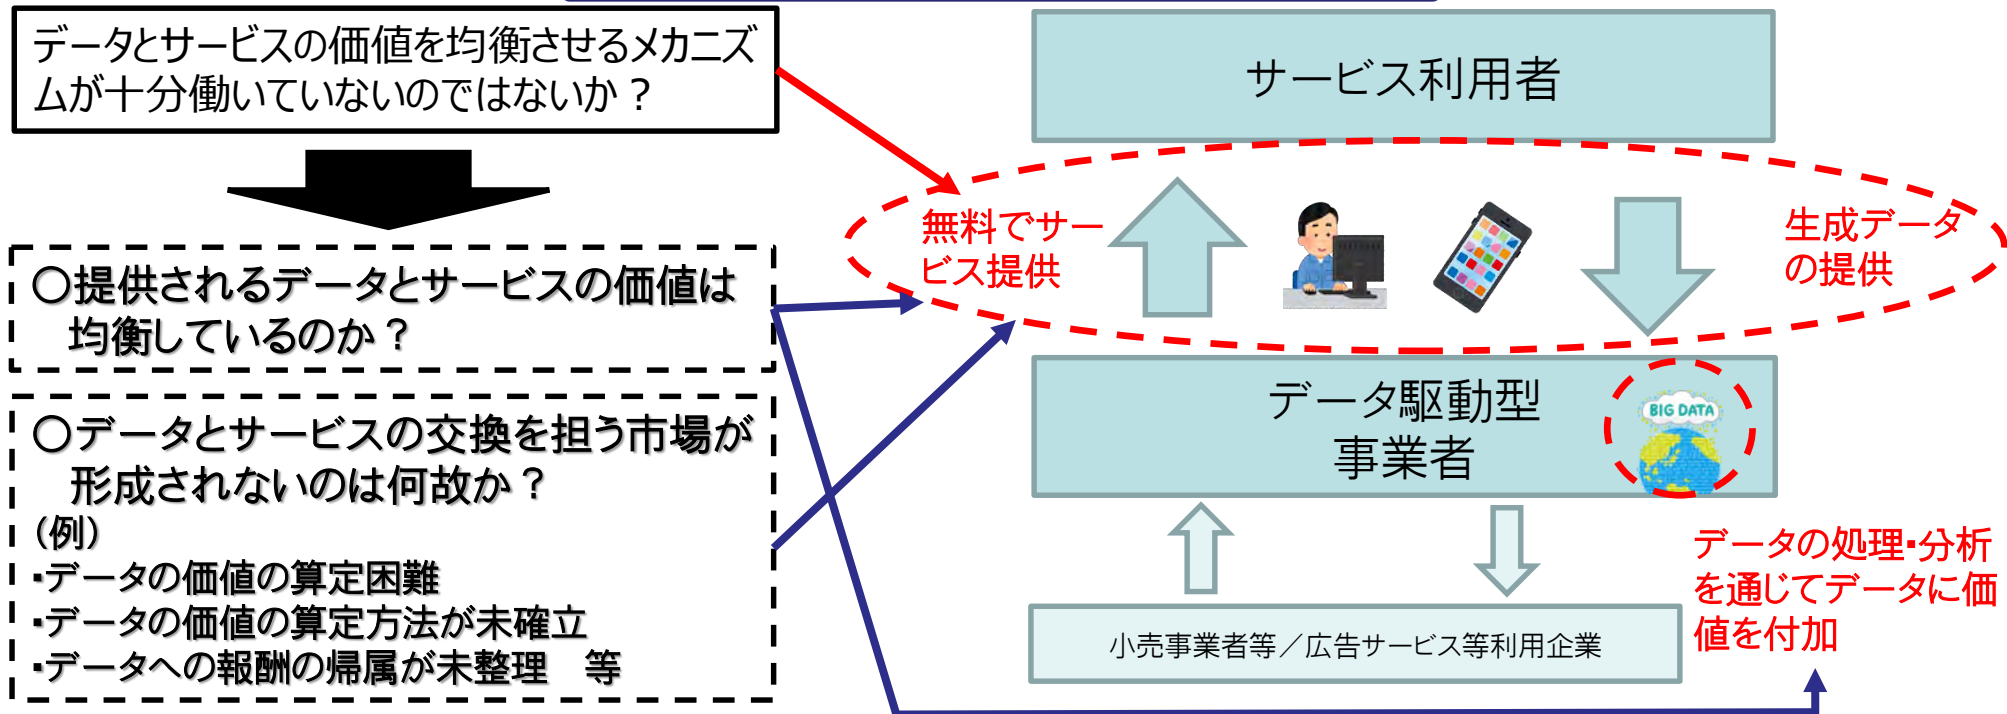 データとサービスの価値を均衡させるメカニズ
ムが十分働いていないのではないか？
○提供されるデータとサービスの価値は
均衡しているのか？
○データとサービスの交換を担う市場が
形成されないのは何故か？
（例）
・データの価値の算定困難
・データの価値の算定方法が未確立
・データへの報酬の帰属が未整理　等
サービス利用者
無料でサー
ビス提供
生成データ
の提供
データ駆動型
事業者
BIG DATA
データの処理・分析
を通じてデータに価
値を付加
小売事業者等／広告サービス等利用企業